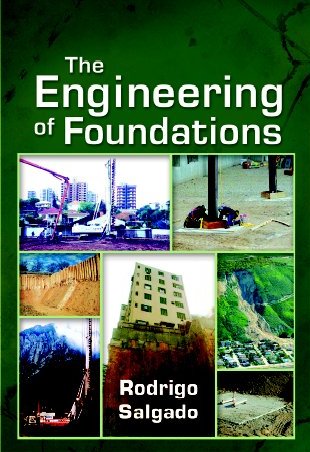 The
Engineering
of Foundations
Rodrigo
Salgado